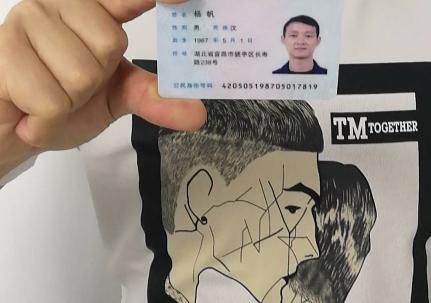 姓名 杨帆
性别 男 民族 汉
出生 1987 年 5 月 1 日
住址 湖北省宜昌市猇亭区长寿
路238号
公民身份号码 420505198705017819
TM TOGETHER